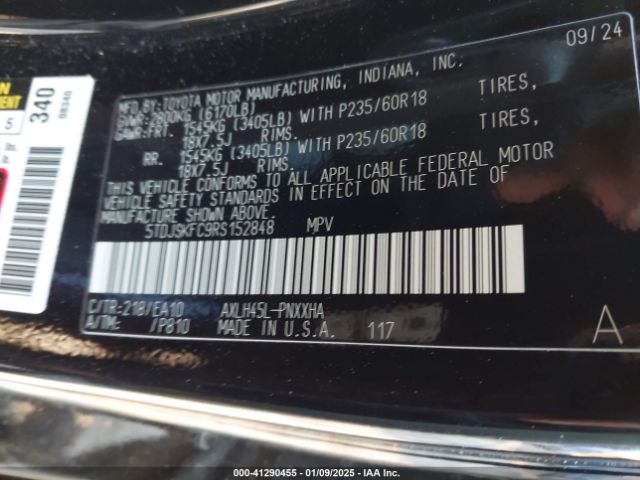 09/24
MFD.BY:TOYOTA MOTOR MANUFACTURING, INDIANA, INC.
GVWR:2800KG (6170LB)
GAWR:FRT. 1545KG (3405LB) WITH P235/60R18 TIRES,
18X7.5J RIMS.
RR. 1545KG (3405LB) WITH P235/60R18 TIRES,
18X7.5J RIMS.
THIS VEHICLE CONFORMS TO ALL APPLICABLE FEDERAL MOTOR
VEHICLE SAFETY STANDARDS IN EFFECT ON THE DATE OF
MANUFACTURE SHOWN ABOVE.
5TDJSKFC9RS152848 MPV
C/TR:218/EA10 AXLH45L-PNXXHA
A/TM: /P810 MADE IN U.S.A. 117
A
340
08340
5
000-41290455 - 01/09/2025 - IAA Inc.